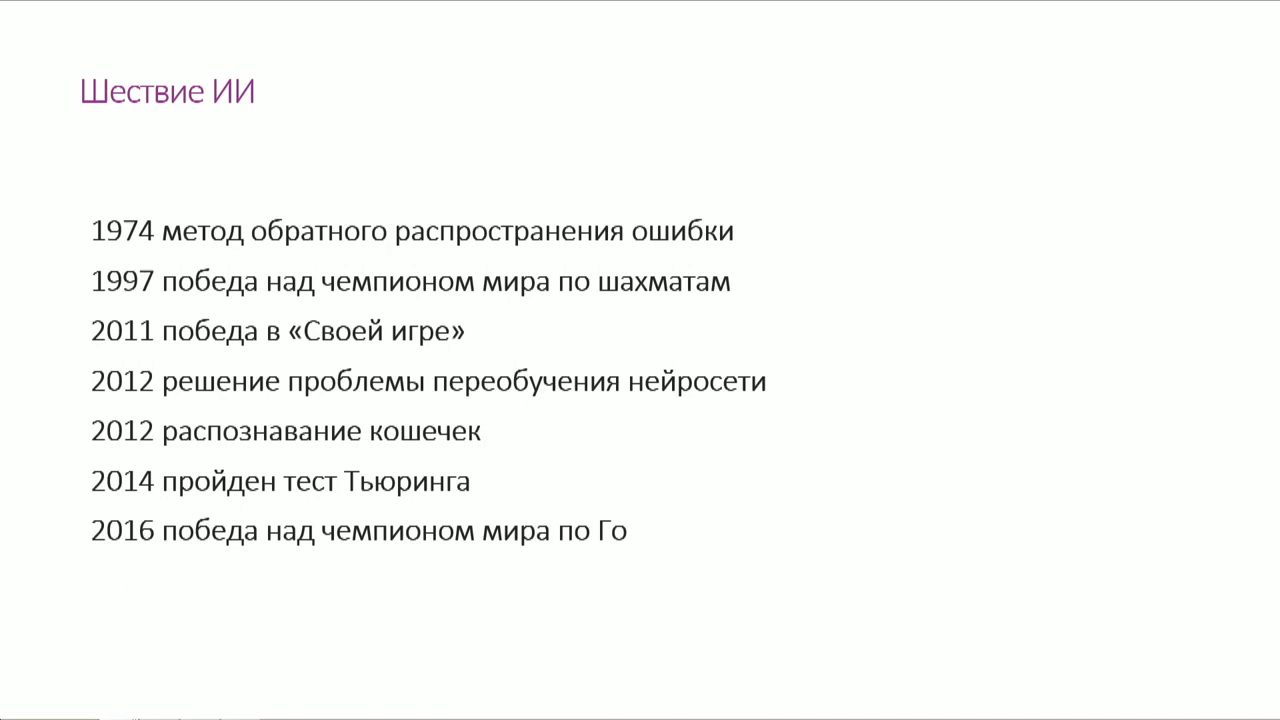 Шествие ИИ
1974 метод обратного распространения ошибки
1997 победа над чемпионом мира по шахматам
2011 победа в «Своей игре»
2012 решение проблемы переобучения нейросети
2012 распознавание кошечек
2014 пройден тест Тьюринга
2016 победа над чемпионом мира по Го